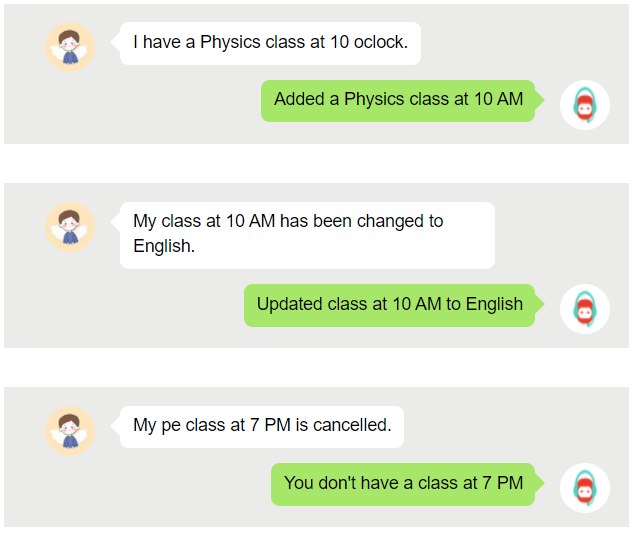 I have a Physics class at 10 oclock.
Added a Physics class at 10 AM
My class at 10 AM has been changed to
English.
Updated class at 10 AM to English
My pe class at 7 PM is cancelled.
You don't have a class at 7 PM